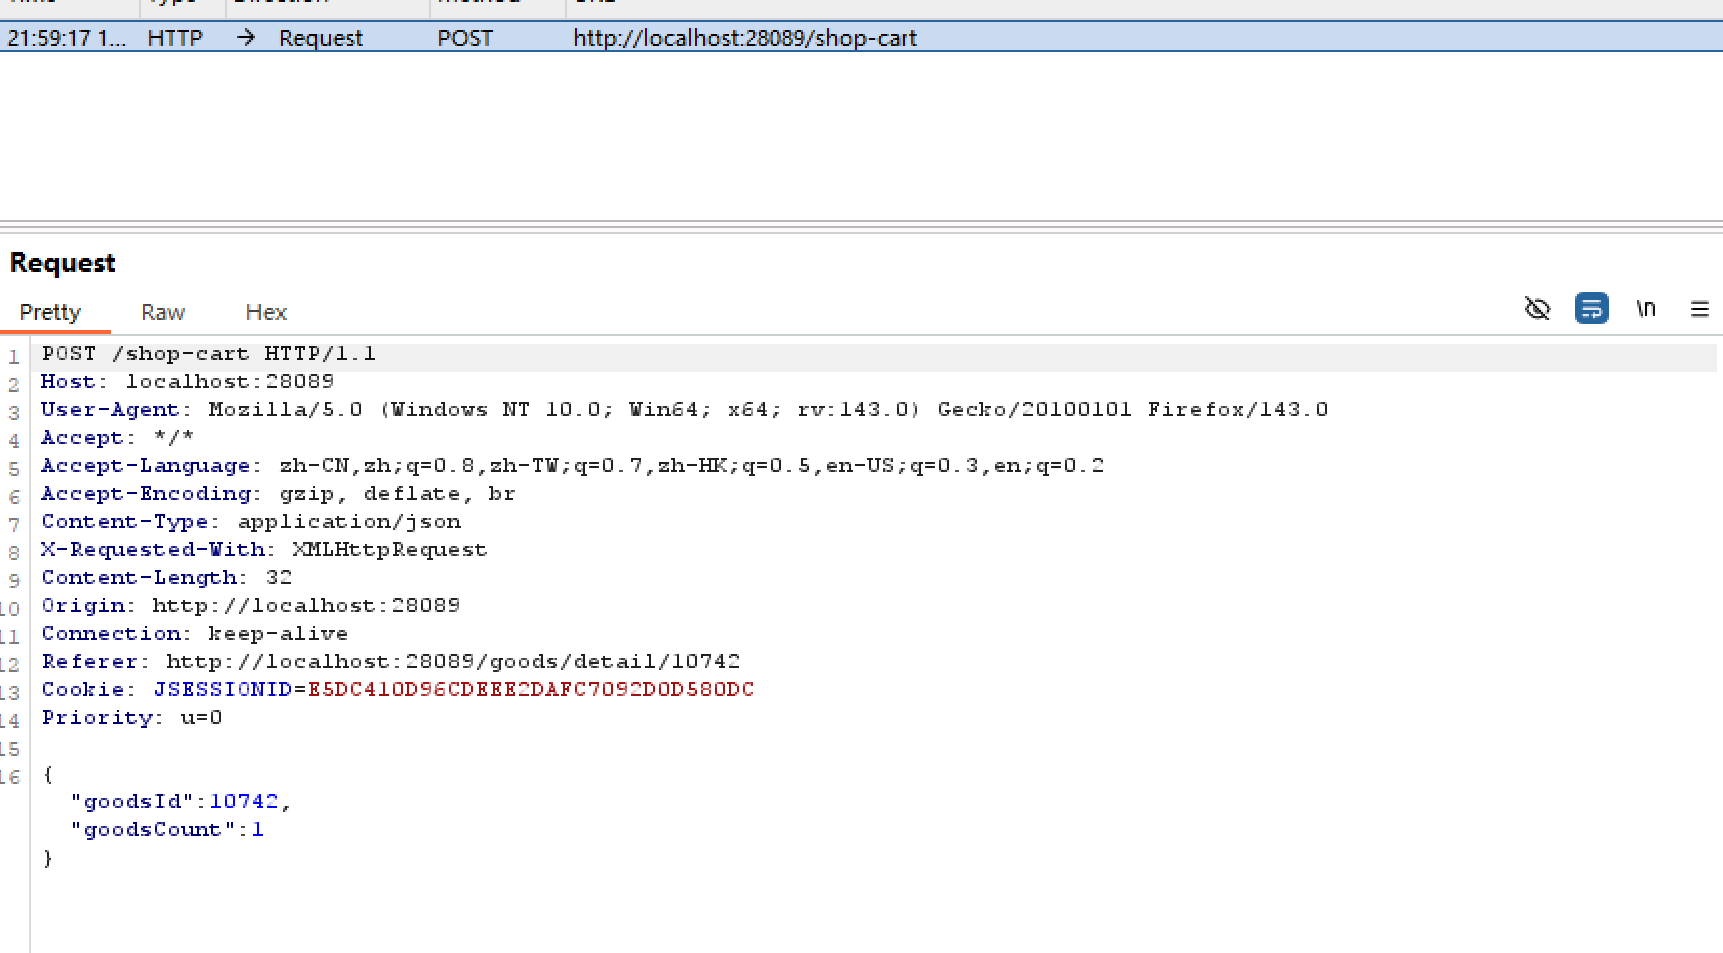 21:59:17 1... HTTP → Request POST http://localhost:28089/shop-cart
Request
Pretty Raw Hex \n
1 POST /shop-cart HTTP/1.1
2 Host: localhost:28089
3 User-Agent: Mozilla/5.0 (Windows NT 10.0; Win64; x64; rv:143.0) Gecko/20100101 Firefox/143.0
4 Accept: */*
5 Accept-Language: zh-CN,zh;q=0.8,zh-TW;q=0.7,zh-HK;q=0.5,en-US;q=0.3,en;q=0.2
6 Accept-Encoding: gzip, deflate, br
7 Content-Type: application/json
8 X-Requested-With: XMLHttpRequest
9 Content-Length: 32
10 Origin: http://localhost:28089
11 Connection: keep-alive
12 Referer: http://localhost:28089/goods/detail/10742
13 Cookie: JSESSIONID=E5DC410D96CDEEE2DAFC7092D0D580DC
14 Priority: u=0
15
16 {
"goodsId":10742,
"goodsCount":1
}